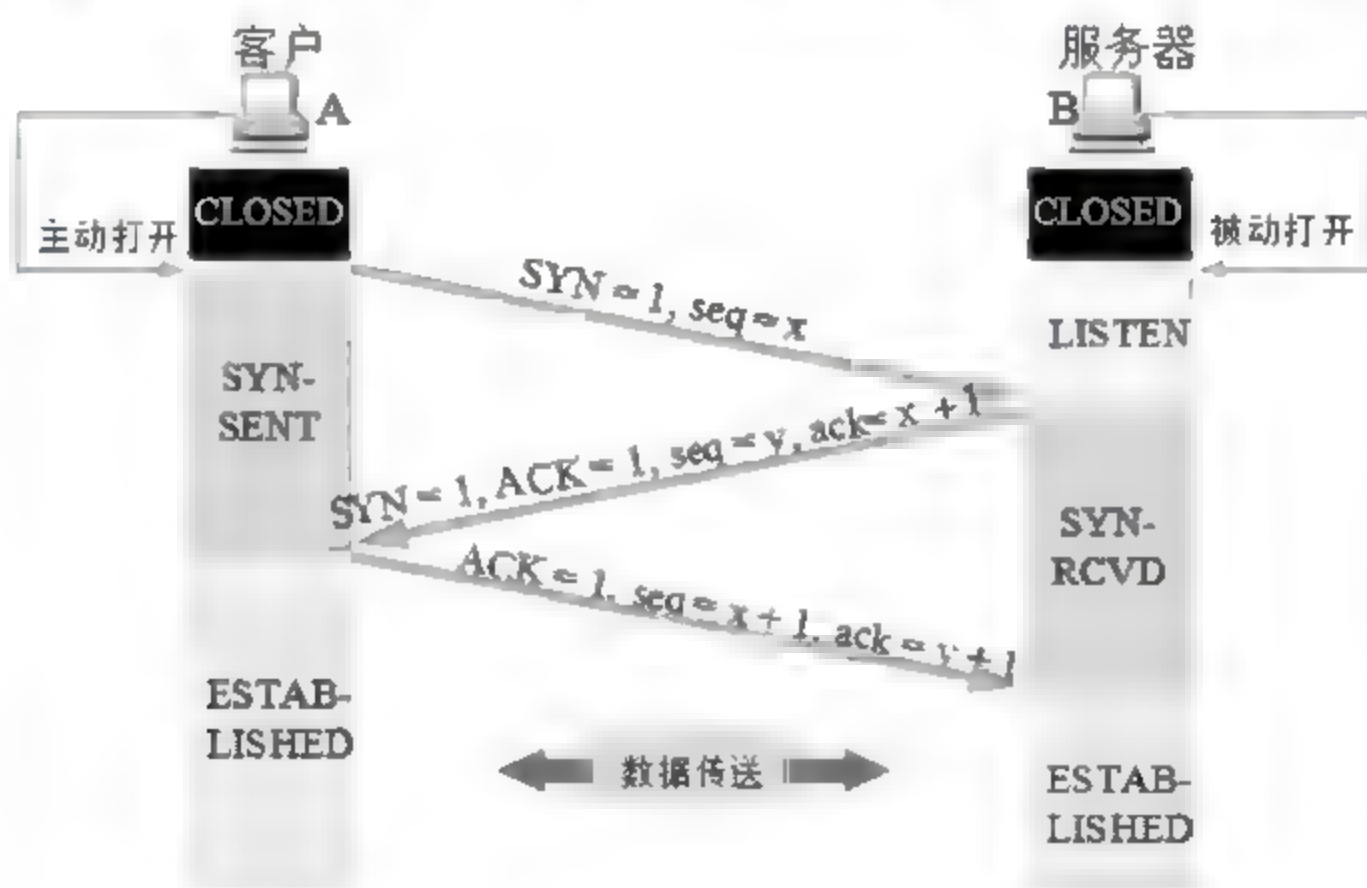 客户
服务器
A
B
CLOSED
CLOSED
主动打开
被动打开
SYN = 1, seq = x
LISTEN
SYN-
SENT
SYN = 1, ACK = 1, seq = y, ack= x + 1
SYN-
RCVD
ACK = 1, seq = x + 1, ack = y + 1
ESTAB-
LISHED
数据传送
ESTAB-
LISHED